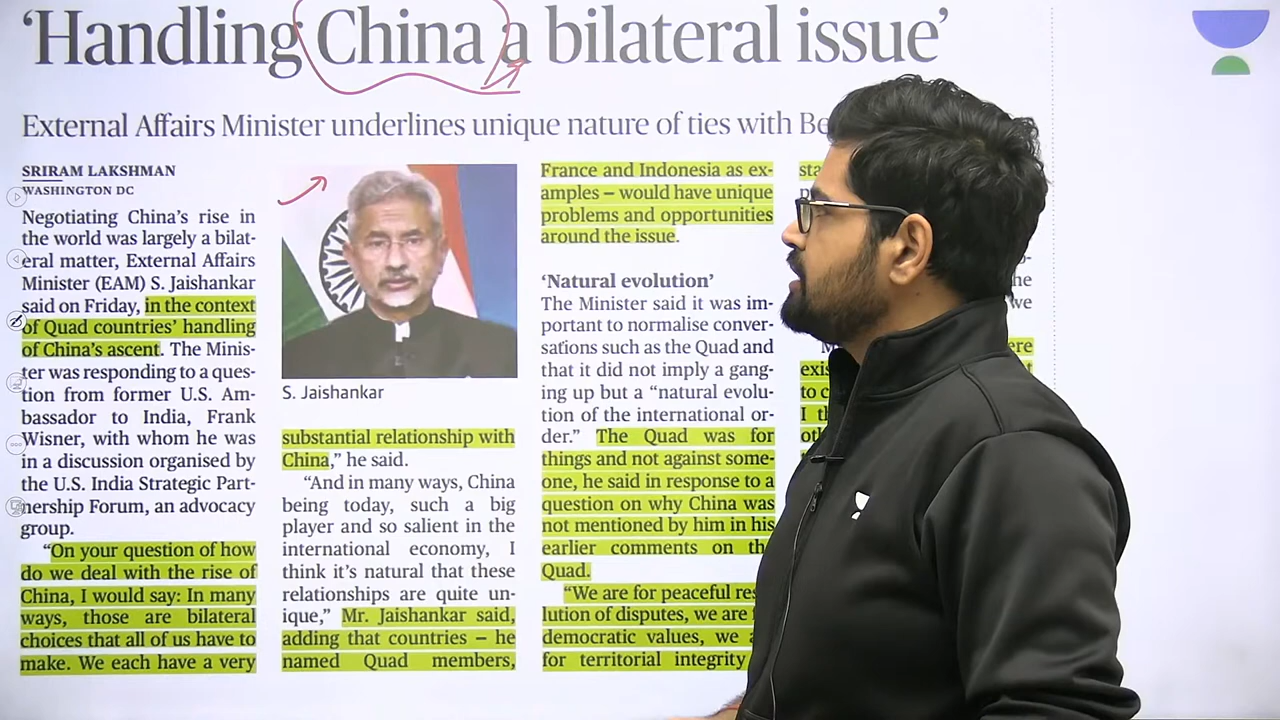 ‘Handling China a bilateral issue’
External Affairs Minister underlines unique nature of ties with
SRIRAM LAKSHMAN
WASHINGTON DC
Negotiating China’s rise in
the world was largely a bilat-
eral matter, External Affairs
Minister (EAM) S. Jaishankar
said on Friday, in the context
of Quad countries’ handling
of China’s ascent. The Minis-
ter was responding to a ques-
tion from former U.S. Am-
bassador to India, Frank
Wisner, with whom he was
in a discussion organised by
the U.S. India Strategic Part-
nership Forum, an advocacy
group.
“On your question of how
do we deal with the rise of
China, I would say: In many
ways, those are bilateral
choices that all of us have to
make. We each have a very
S. Jaishankar
substantial relationship with
China,” he said.
“And in many ways, China
being today, such a big
player and so salient in the
international economy, I
think it’s natural that these
relationships are quite un-
ique,” Mr. Jaishankar said,
adding that countries – he
named Quad members,
France and Indonesia as ex-
amples – would have unique
problems and opportunities
around the issue.
‘Natural evolution’
The Minister said it was im-
portant to normalise conver-
sations such as the Quad and
that it did not imply a gang-
ing up but a “natural evolu-
tion of the international or-
der.” The Quad was for
things and not against some-
one, he said in response to a
question on why China was
not mentioned by him in his
earlier comments on
Quad.
“We are for peaceful
lution of disputes, we are
democratic values, we
for territorial integrity